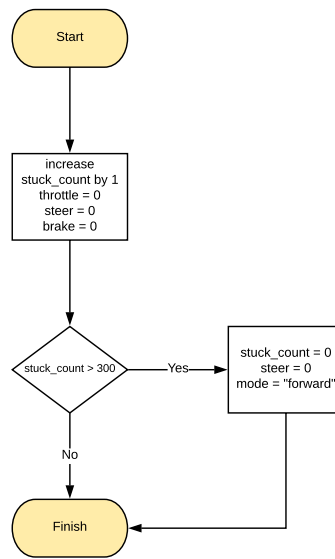 Start
increase
stuck_count by 1
throttle = 0
steer = 0
brake = 0
stuck_count > 300
Yes
stuck_count = 0
steer = 0
mode = "forward"
No
Finish